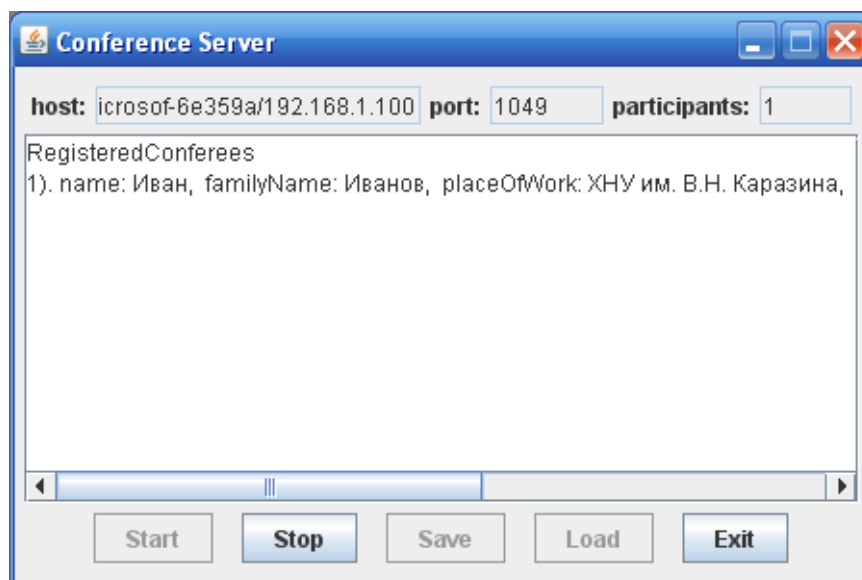 Conference Server
host: icrosof-6e359a/192.168.1.100 port: 1049 participants: 1
RegisteredConferees
1). name: Иван, familyName: Иванов, placeOfWork: ХНУ им. В.Н. Каразина,
Start Stop Save Load Exit